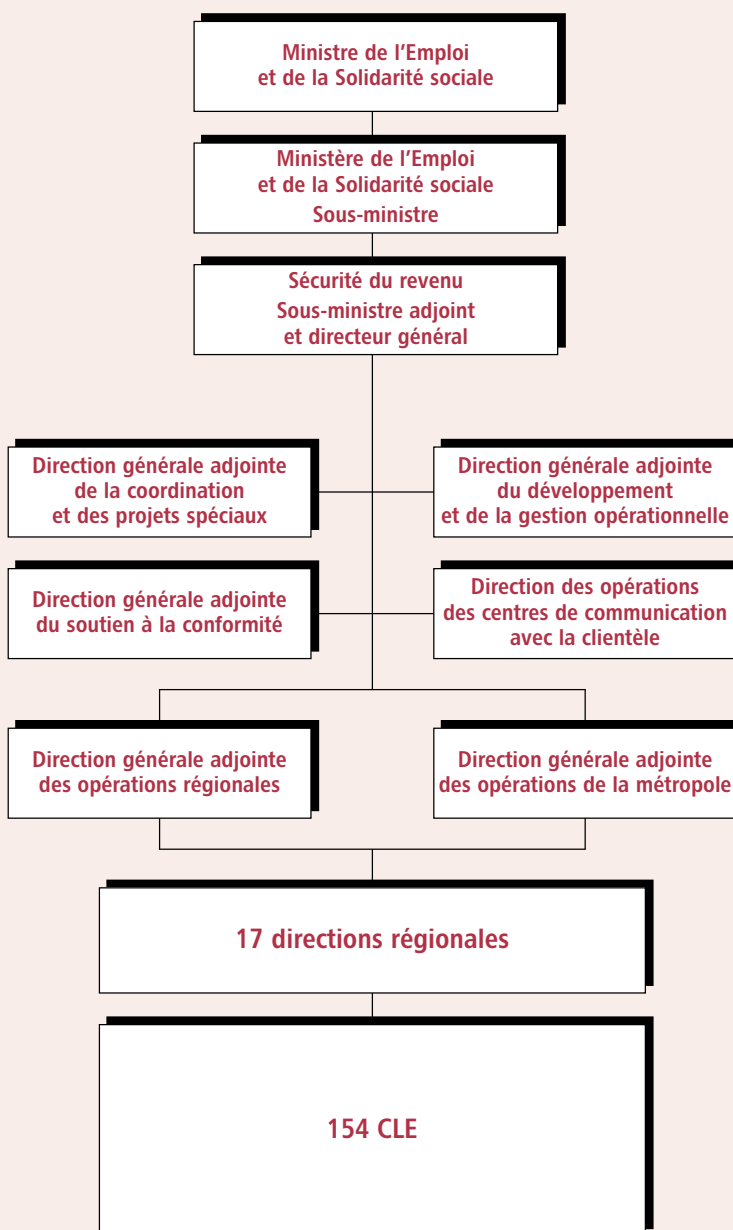 Ministre de l'Emploi
et de la Solidarité sociale
Ministère de l'Emploi
et de la Solidarité sociale
Sous-ministre
Sécurité du revenu
Sous-ministre adjoint
et directeur général
Direction générale adjointe
de la coordination
et des projets spéciaux
Direction générale adjointe
du développement
et de la gestion opérationnelle
Direction générale adjointe
du soutien à la conformité
Direction des opérations
des centres de communication
avec la clientèle
Direction générale adjointe
des opérations régionales
Direction générale adjointe
des opérations de la métropole
17 directions régionales
154 CLE